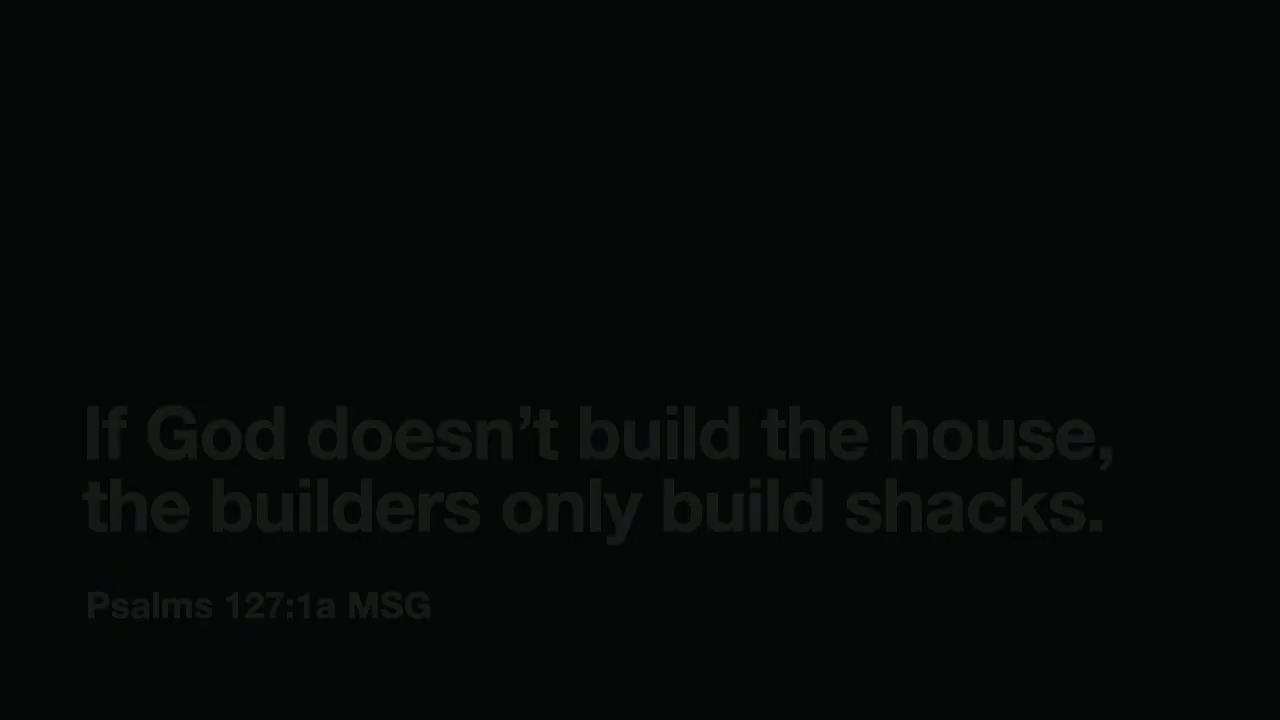 If God doesn’t build the house,
the builders only build shacks.
Psalms 127:1a MSG